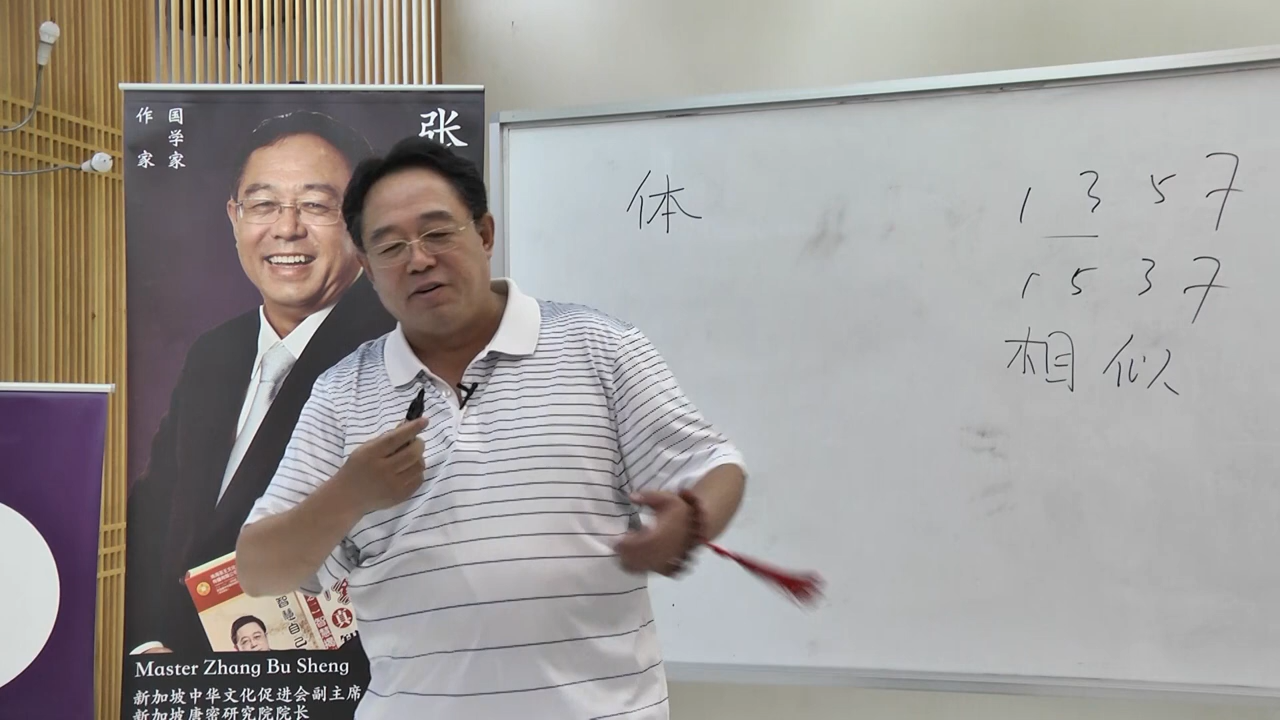 作家
国学家
张
Master Zhang Bu Sheng
新加坡中华文化促进会副主席
新加坡唐密研究院院长
体
1 3 5 7
1 5 3 7
相似